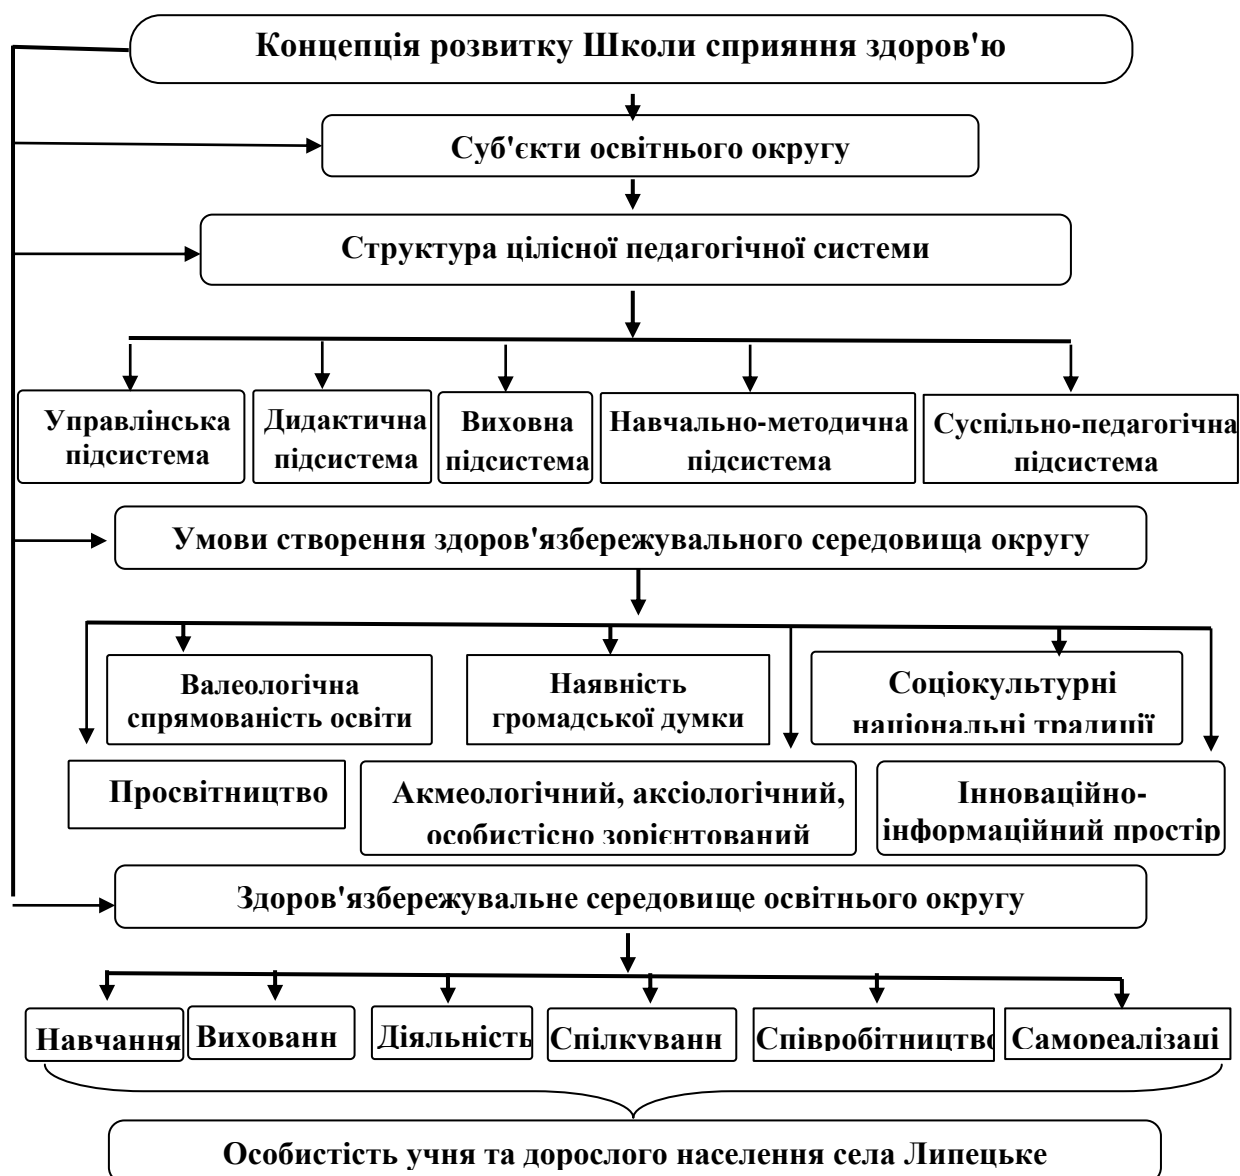 Концепція розвитку Школи сприяння здоров'ю
Суб'єкти освітнього округу
Структура цілісної педагогічної системи
Управлінська
підсистема
Дидактична
підсистема
Виховна
підсистема
Навчально-методична
підсистема
Суспільно-педагогічна
підсистема
Умови створення здоров'язбережувального середовища округу
Валеологічна
спрямованість освіти
Наявність
громадської думки
Соціокультурні
національні традиції
Просвітництво
Акмеологічний, аксіологічний,
особистісно зорієнтований
Інноваційно-
інформаційний простір
Здоров'язбережувальне середовище освітнього округу
Навчання
Вихованн
Діяльність
Спілкуванн
Співробітництво
Самореалізаці
Особистість учня та дорослого населення села Липецьке